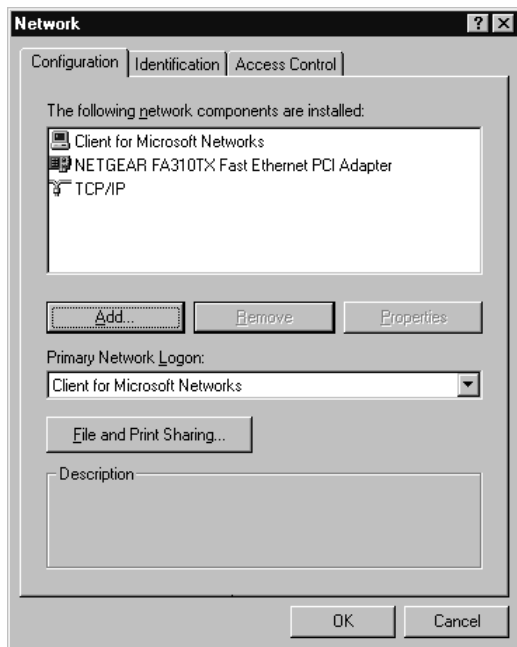 Network
Configuration Identification Access Control
The following network components are installed:
Client for Microsoft Networks
NETGEAR FA310TX Fast Ethernet PCI Adapter
TCP/IP
Add... Remove Properties
Primary Network Logon:
Client for Microsoft Networks
File and Print Sharing...
Description
OK Cancel